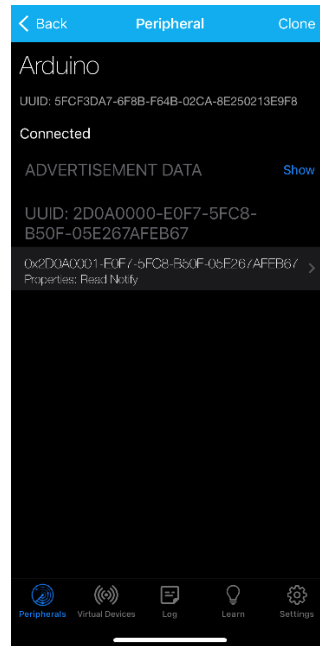 Back Peripheral Clone
Arduino
UUID: 5FCF3DA7-6F8B-F64B-02CA-8E250213E9F8
Connected
ADVERTISEMENT DATA Show
UUID: 2D0A0000-E0F7-5FC8-
B50F-05E267AFEB67
0x2D0A0001-E0F7-5FC8-B50F-05E267AFEB67
Properties: Read Notify
Peripherals Virtual Devices Log Learn Settings